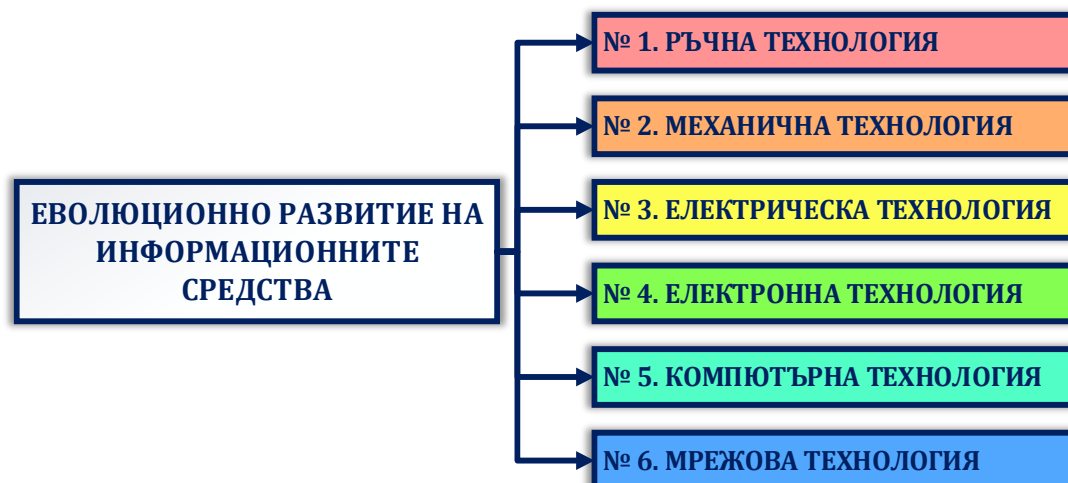 № 1. РЪЧНА ТЕХНОЛОГИЯ
№ 2. МЕХАНИЧНА ТЕХНОЛОГИЯ
ЕВОЛЮЦИОННО РАЗВИТИЕ НА
ИНФОРМАЦИОННИТЕ
СРЕДСТВА
№ 3. ЕЛЕКТРИЧЕСКА ТЕХНОЛОГИЯ
№ 4. ЕЛЕКТРОННА ТЕХНОЛОГИЯ
№ 5. КОМПЮТЪРНА ТЕХНОЛОГИЯ
№ 6. МРЕЖОВА ТЕХНОЛОГИЯ